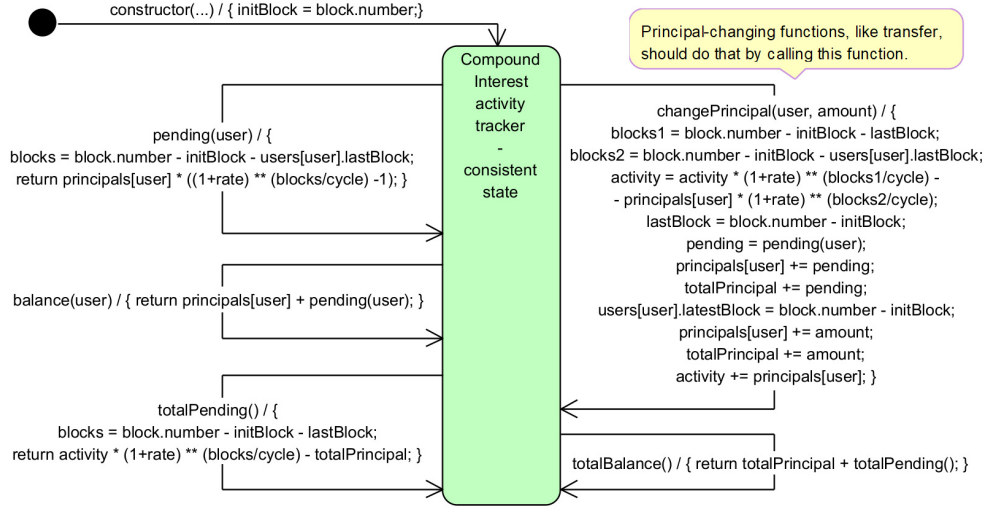 constructor(...) / { initBlock = block.number;}
Principal-changing functions, like transfer,
should do that by calling this function.
Compound
Interest
activity
tracker
-
consistent
state
pending(user) / {
blocks = block.number - initBlock - users[user].lastBlock;
return principals[user] * ((1+rate) ** (blocks/cycle) -1); }
balance(user) / { return principals[user] + pending(user); }
totalPending() / {
blocks = block.number - initBlock - lastBlock;
return activity * (1+rate) ** (blocks/cycle) - totalPrincipal; }
changePrincipal(user, amount) / {
blocks1 = block.number - initBlock - lastBlock;
blocks2 = block.number - initBlock - users[user].lastBlock;
activity = activity * (1+rate) ** (blocks1/cycle) -
- principals[user] * (1+rate) ** (blocks2/cycle);
lastBlock = block.number - initBlock;
pending = pending(user);
principals[user] += pending;
totalPrincipal += pending;
users[user].latestBlock = block.number - initBlock;
principals[user] += amount;
totalPrincipal += amount;
activity += principals[user]; }
totalBalance() / { return totalPrincipal + totalPending(); }